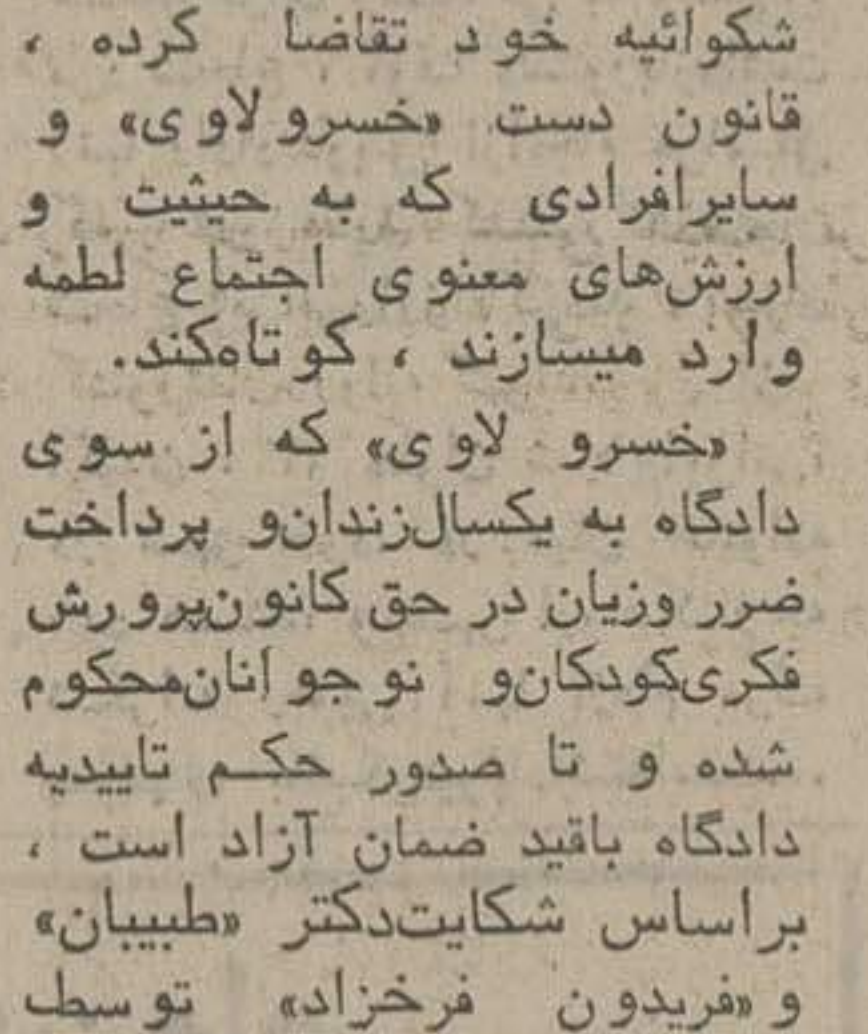 شکوائیه خود تقاضا کرده ،
قانون دست «خسرو لاوی» و
سایرافرادی که به حیثیت و
ارزش‌های معنوی اجتماع لطمه
وارد میسازند ، کوتاه‌کند.
«خسرو لاوی» که از سوی
دادگاه به یکسال‌زندان‌و پرداخت
ضرر وزیان در حق کانون‌پرورش
فکری‌کودکان‌و نوجوانان‌محکوم
شده و تا صدور حکم تاییدیه
دادگاه باقید ضمان آزاد است ،
براساس شکایت‌دکتر «طبیبان»
و «فریدون فرخزاد» توسط